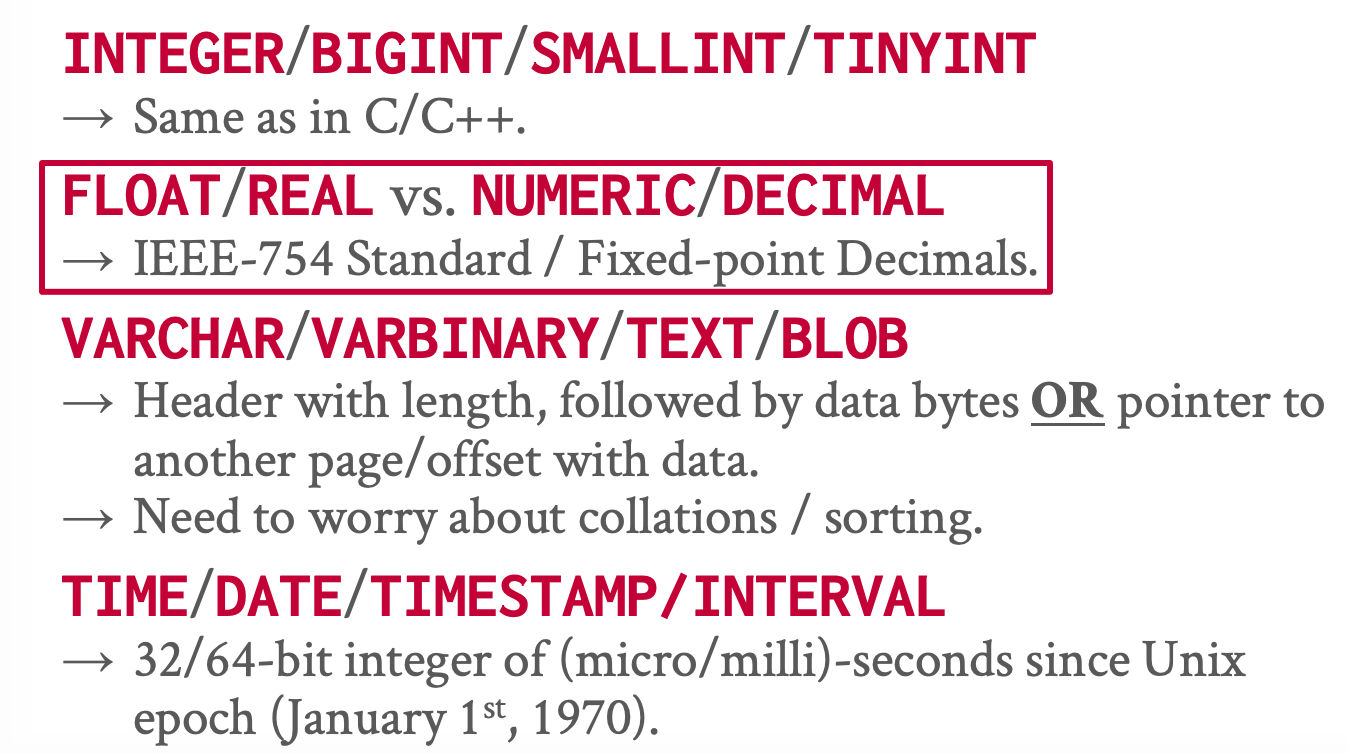 INTEGER/BIGINT/SMALLINT/TINYINT
→ Same as in C/C++.
FLOAT/REAL vs. NUMERIC/DECIMAL
→ IEEE-754 Standard / Fixed-point Decimals.
VARCHAR/VARBINARY/TEXT/BLOB
→ Header with length, followed by data bytes OR pointer to
another page/offset with data.
→ Need to worry about collations / sorting.
TIME/DATE/TIMESTAMP/INTERVAL
→ 32/64-bit integer of (micro/milli)-seconds since Unix
epoch (January 1st, 1970).